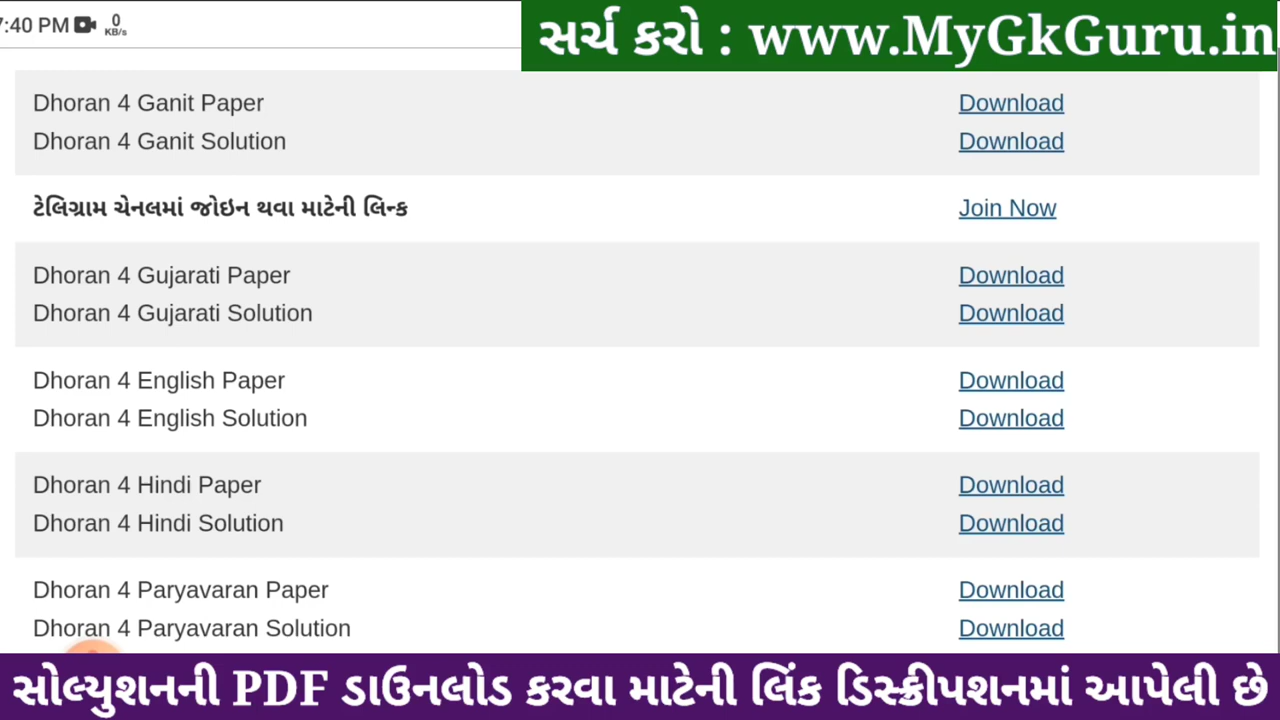 7:40 PM 0 KB/s
સર્ચ કરો : www.MyGkGuru.in
Dhoran 4 Ganit Paper Download
Dhoran 4 Ganit Solution Download
ટેલિગ્રામ ચેનલમાં જોઇન થવા માટેની લિન્ક Join Now
Dhoran 4 Gujarati Paper Download
Dhoran 4 Gujarati Solution Download
Dhoran 4 English Paper Download
Dhoran 4 English Solution Download
Dhoran 4 Hindi Paper Download
Dhoran 4 Hindi Solution Download
Dhoran 4 Paryavaran Paper Download
Dhoran 4 Paryavaran Solution Download
સોલ્યુશનની PDF ડાઉનલોડ કરવા માટેની લિંક ડિસ્ક્રીપશનમાં આપેલી છે